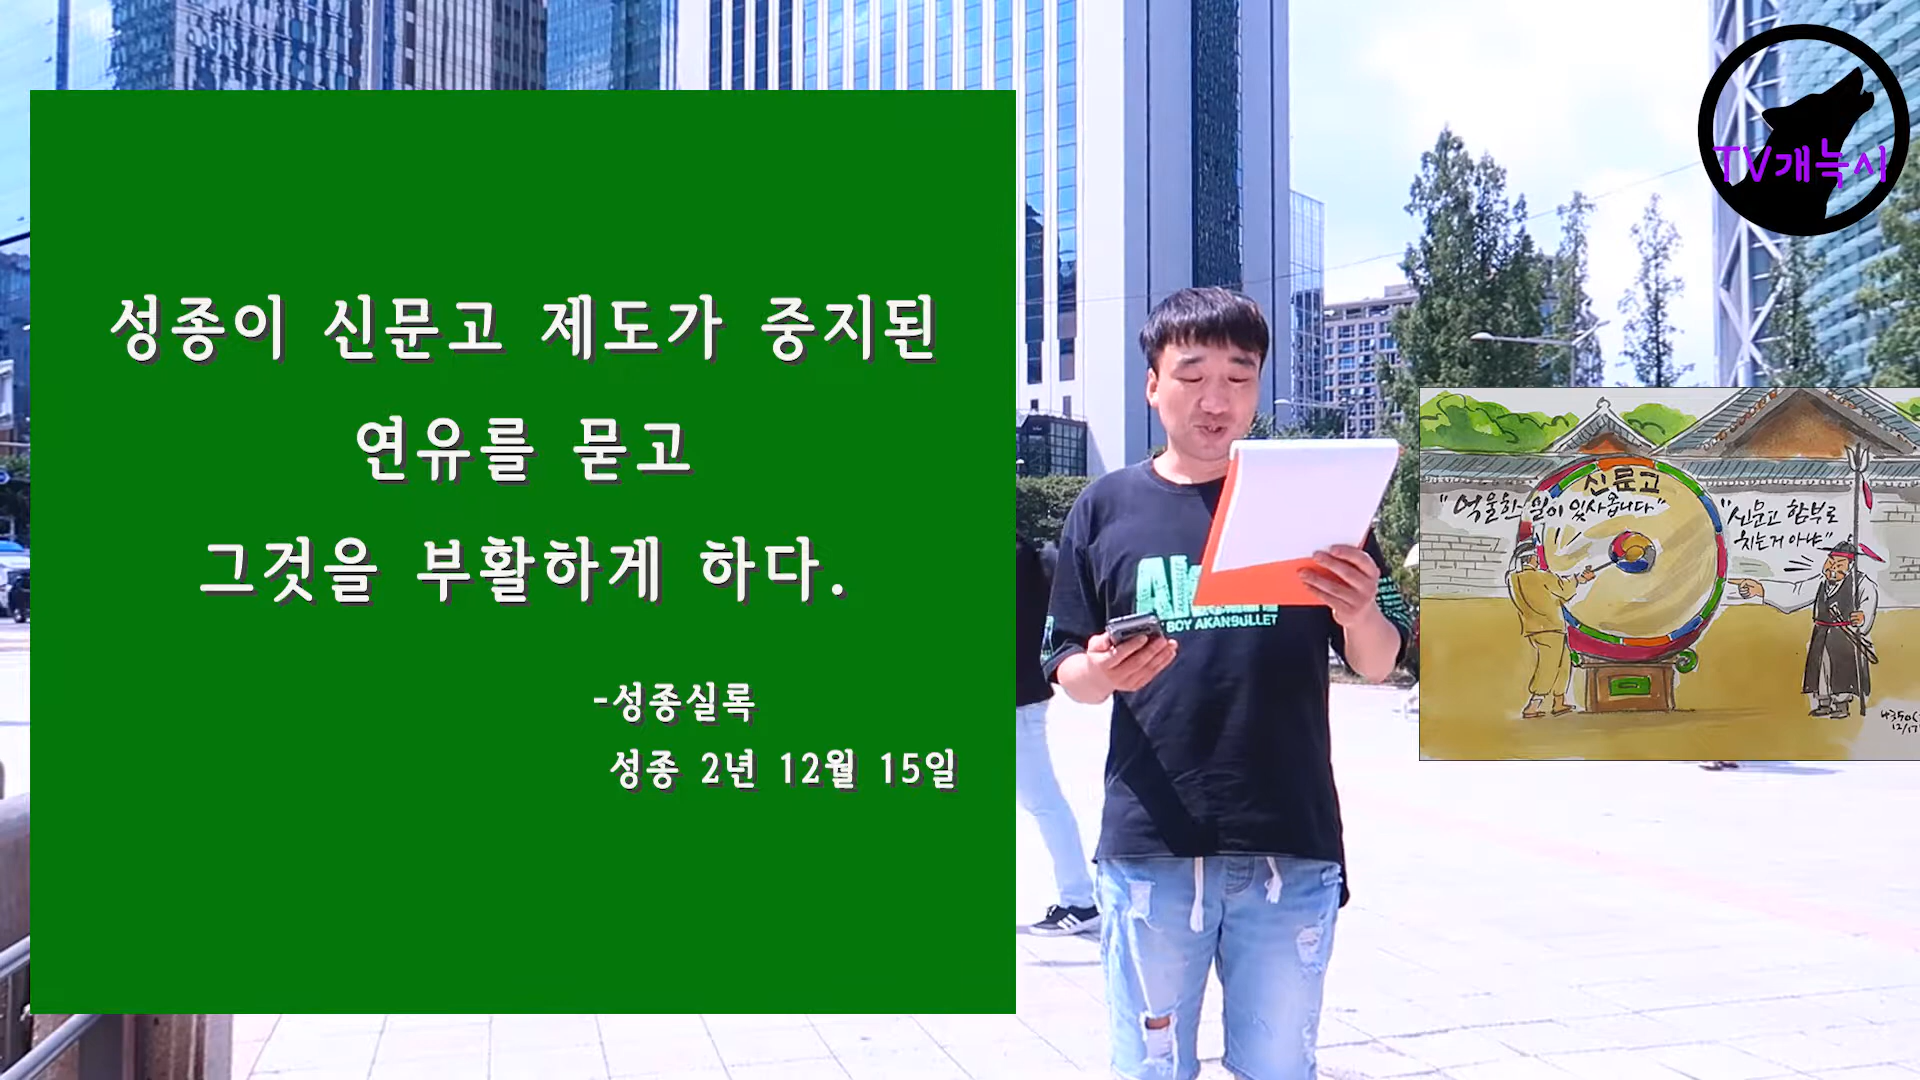 성종이 신문고 제도가 중지된
연유를 묻고
그것을 부활하게 하다.
-성종실록
성종 2년 12월 15일
TV개늑시
신문고
"억울한 일이 있사옵니다"
"신문고 함부로
치는거 아냐"
BOY AKANBULLET
12/17